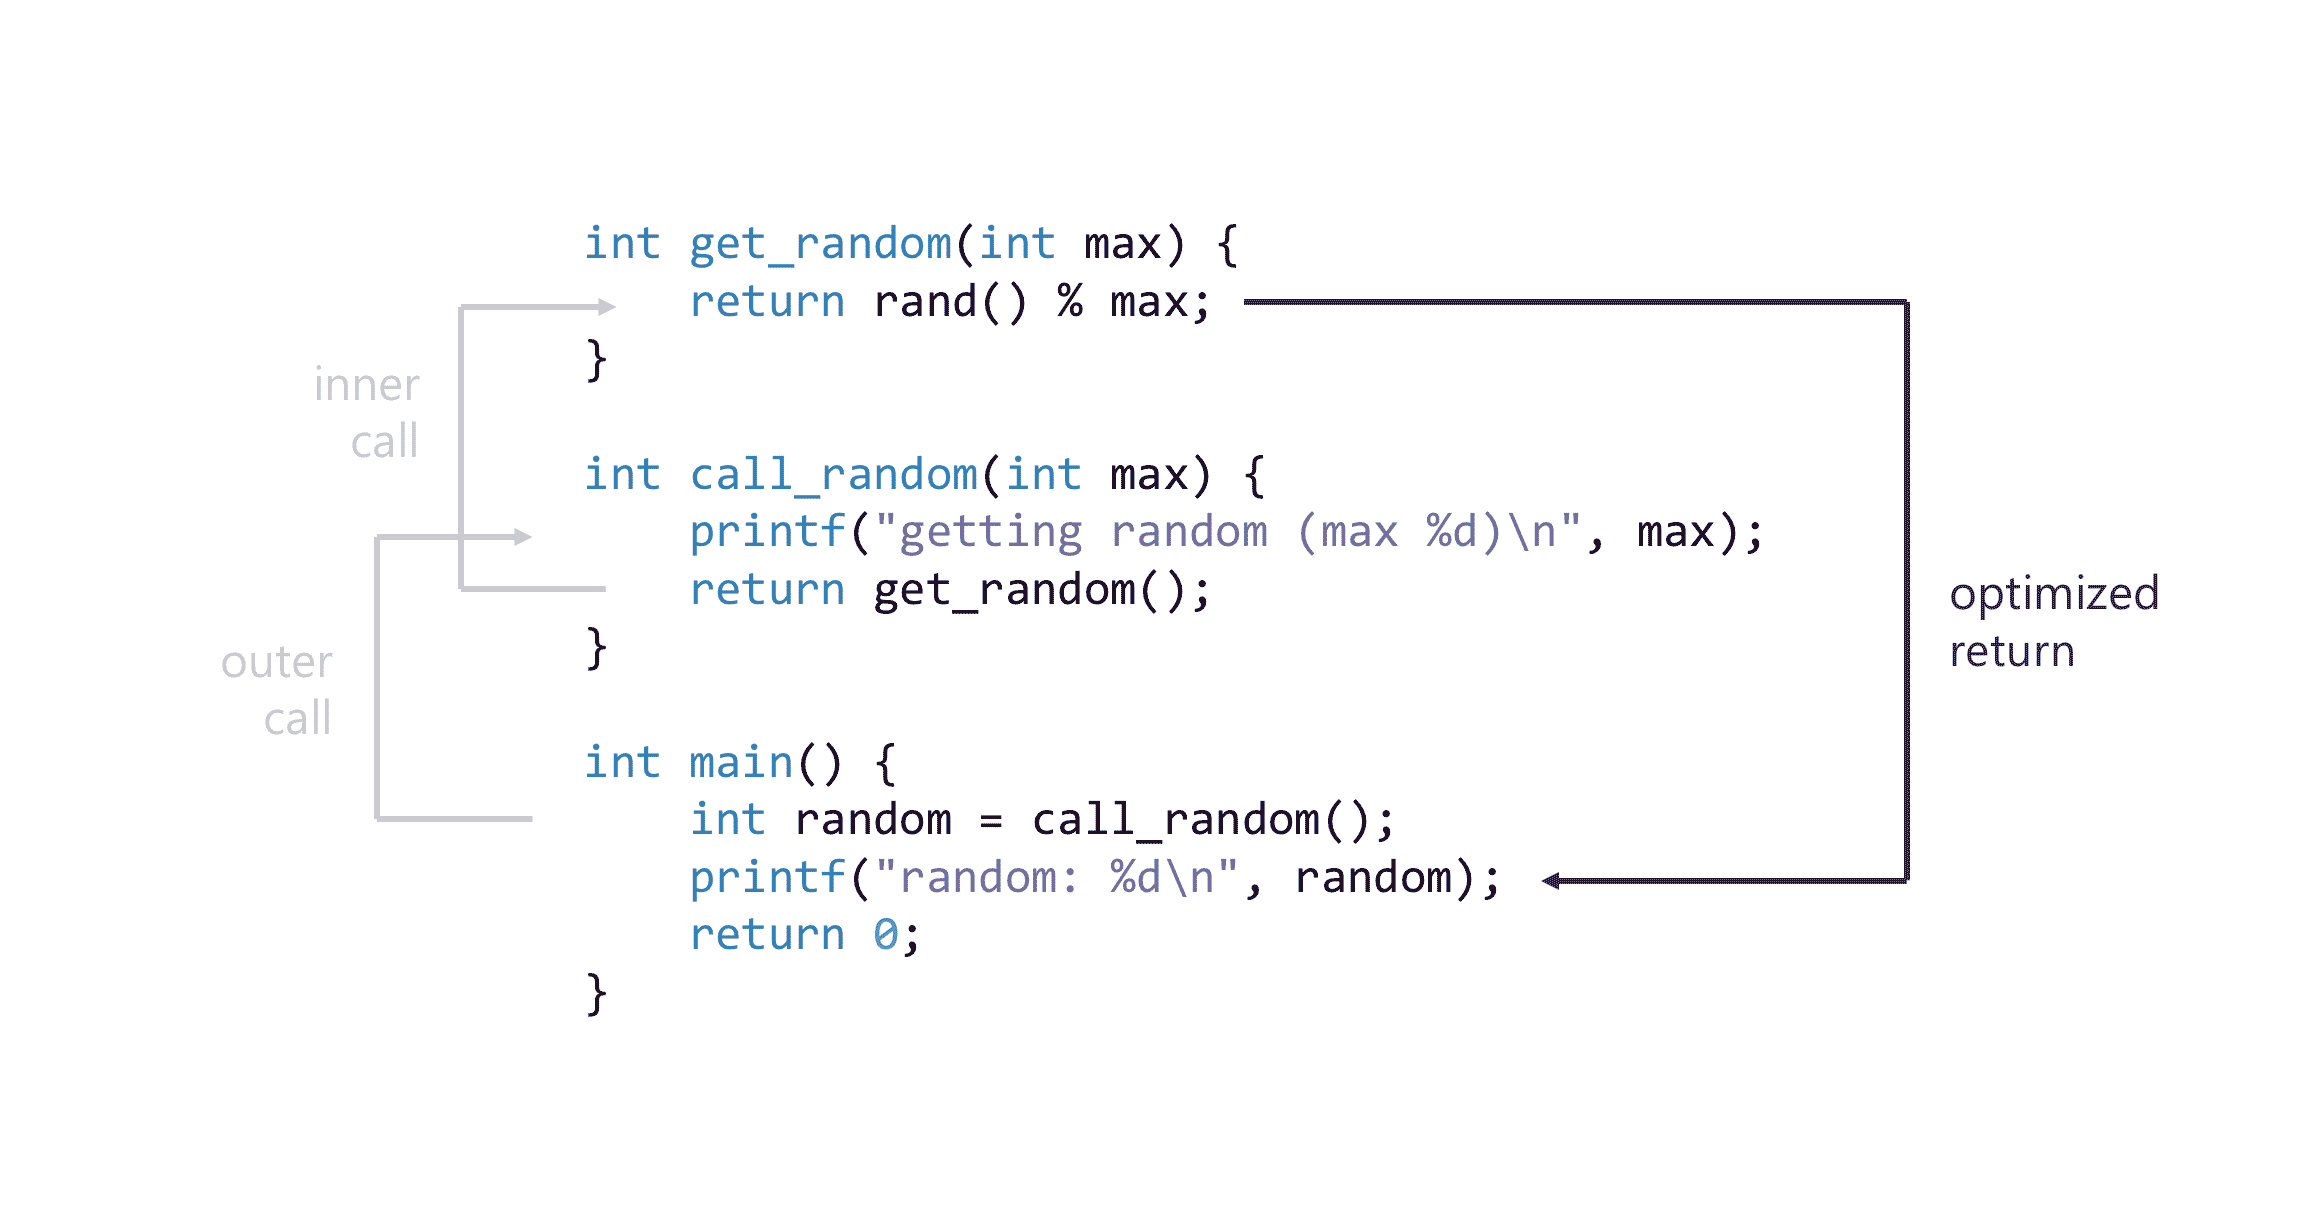 int get_random(int max) {
    return rand() % max;
}
inner
call
int call_random(int max) {
    printf("getting random (max %d)\n", max);
    return get_random();
}
optimized
return
outer
call
int main() {
    int random = call_random();
    printf("random: %d\n", random);
    return 0;
}